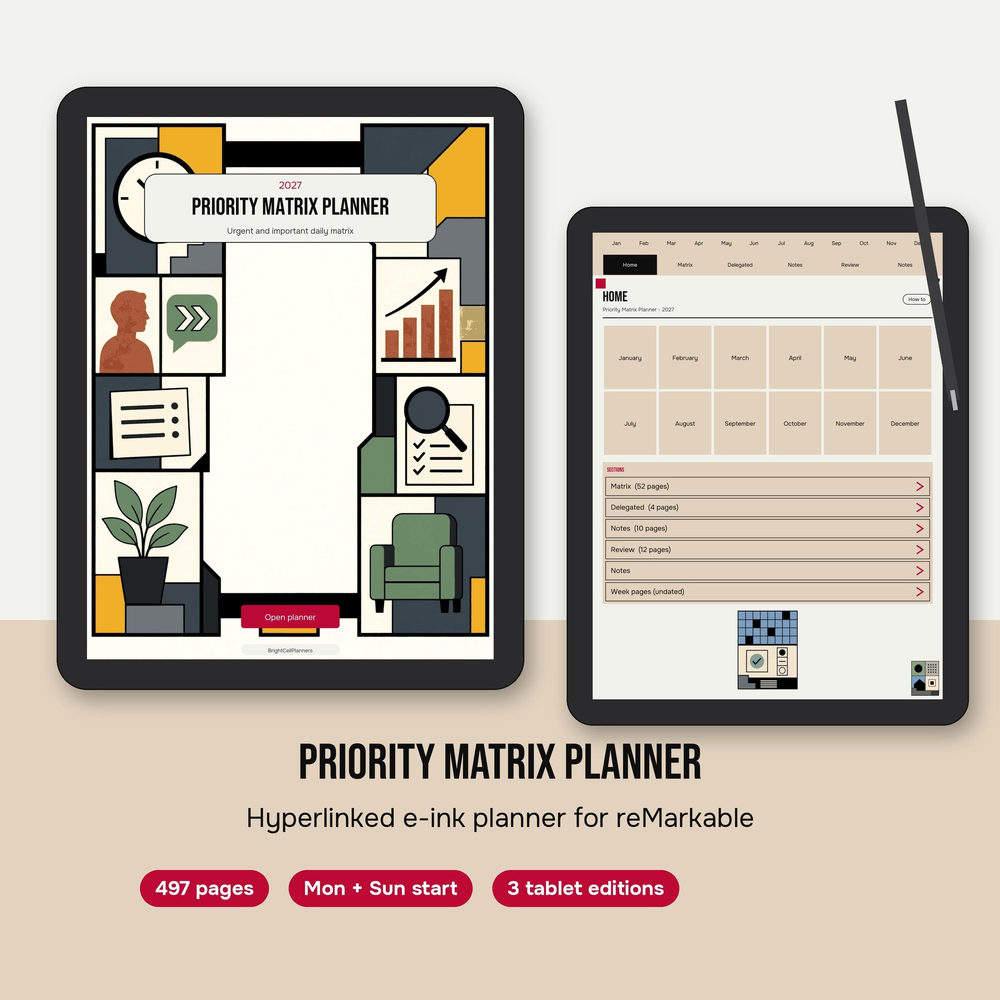 2027
PRIORITY MATRIX PLANNER
Urgent and important daily matrix
Open planner
BrightCellPlanners
Jan Feb Mar Apr May Jun Jul Aug Sep Oct Nov
Home Matrix Delegated Notes Review Notes
HOME
How to
Priority Matrix Planner - 2027
January February March April May June
July August September October November December
SECTIONS
Matrix (52 pages)
Delegated (4 pages)
Notes (10 pages)
Review (12 pages)
Notes
Week pages (undated)
PRIORITY MATRIX PLANNER
Hyperlinked e-ink planner for reMarkable
497 pages Mon + Sun start 3 tablet editions